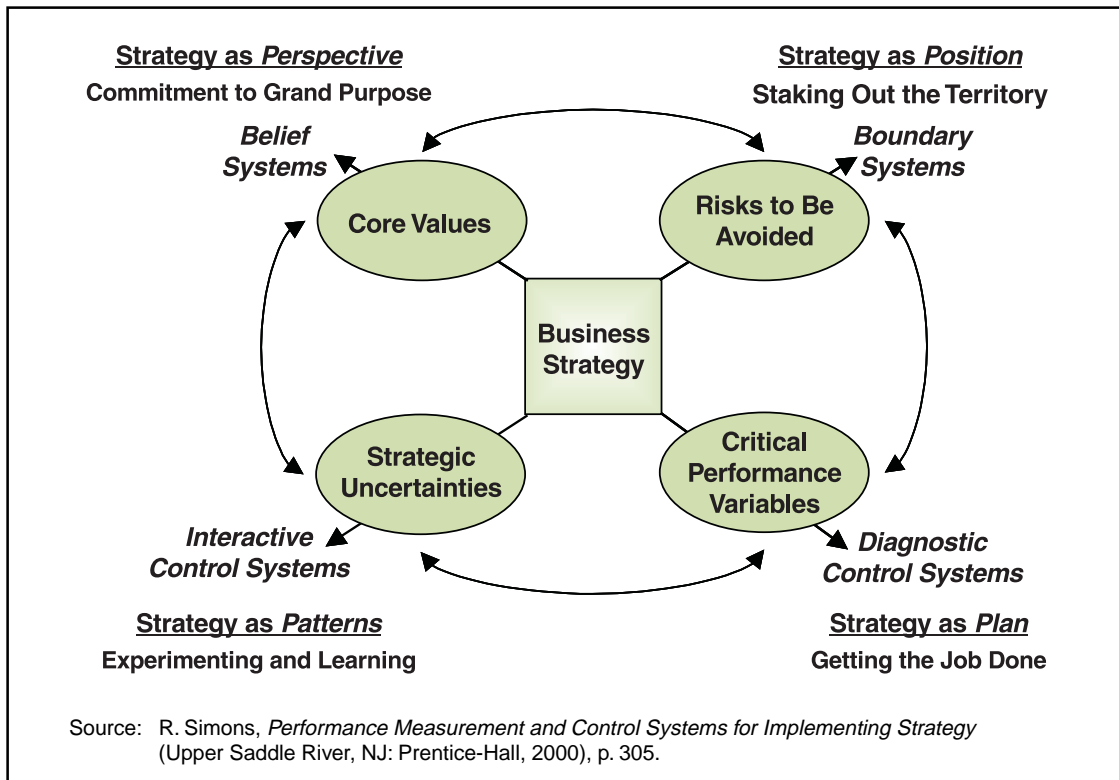 Strategy as Perspective
Commitment to Grand Purpose
Strategy as Position
Staking Out the Territory
Belief
Systems
Boundary
Systems
Core Values
Risks to Be
Avoided
Business
Strategy
Strategic
Uncertainties
Critical
Performance
Variables
Interactive
Control Systems
Diagnostic
Control Systems
Strategy as Patterns
Experimenting and Learning
Strategy as Plan
Getting the Job Done
Source: R. Simons, Performance Measurement and Control Systems for Implementing Strategy
(Upper Saddle River, NJ: Prentice-Hall, 2000), p. 305.